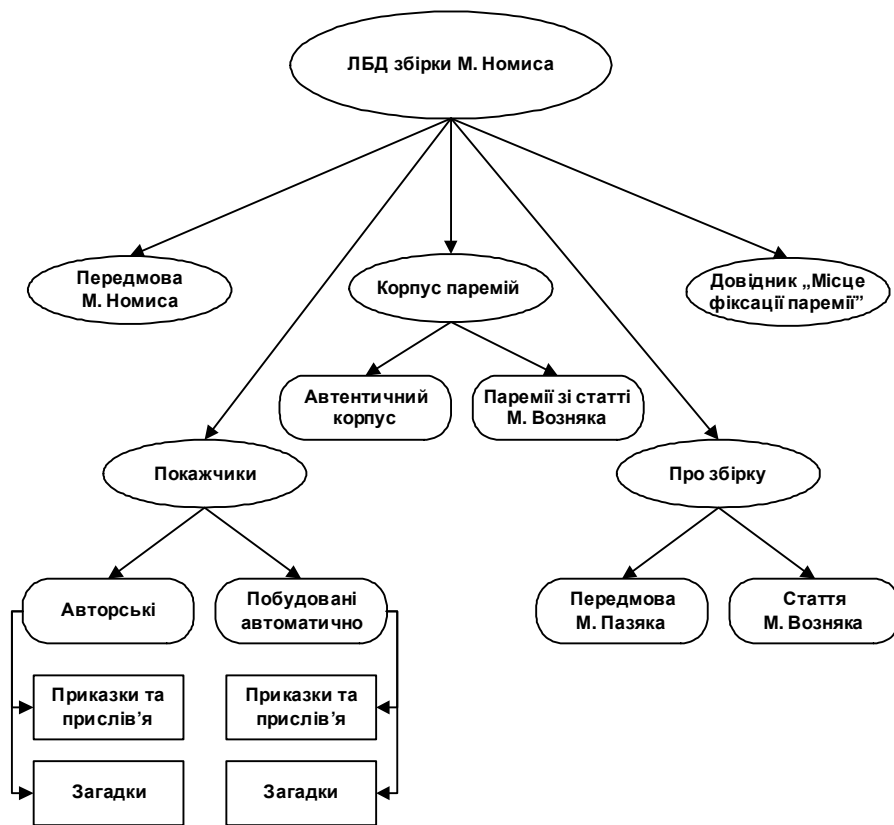 ЛБД збірки М. Номиса
Передмова
М. Номиса
Корпус паремій
Довідник „Місце
фіксації паремії”
Автентичний
корпус
Паремії зі статті
М. Возняка
Покажчики
Про збірку
Авторські
Побудовані
автоматично
Передмова
М. Пазяка
Стаття
М. Возняка
Приказки та
прислів’я
Приказки та
прислів’я
Загадки
Загадки